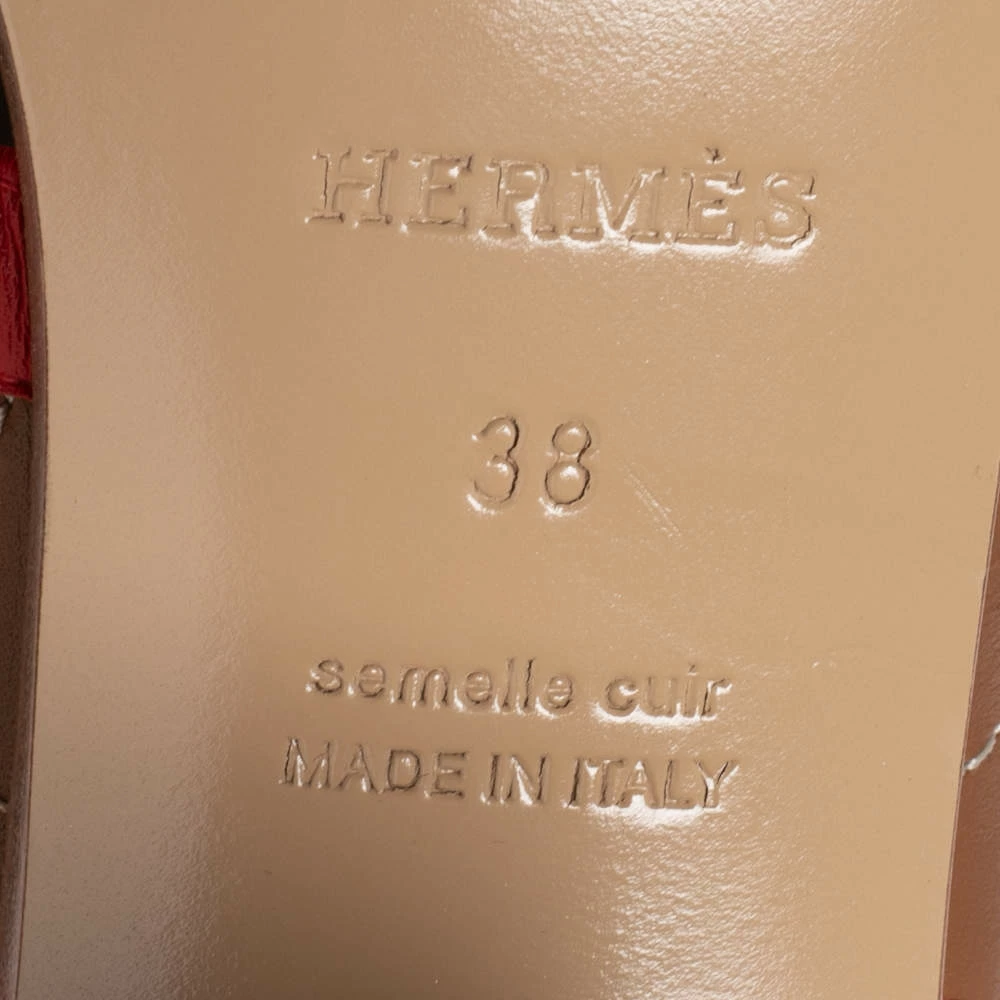 HERMÈS
38
semelle cuir
MADE IN ITALY